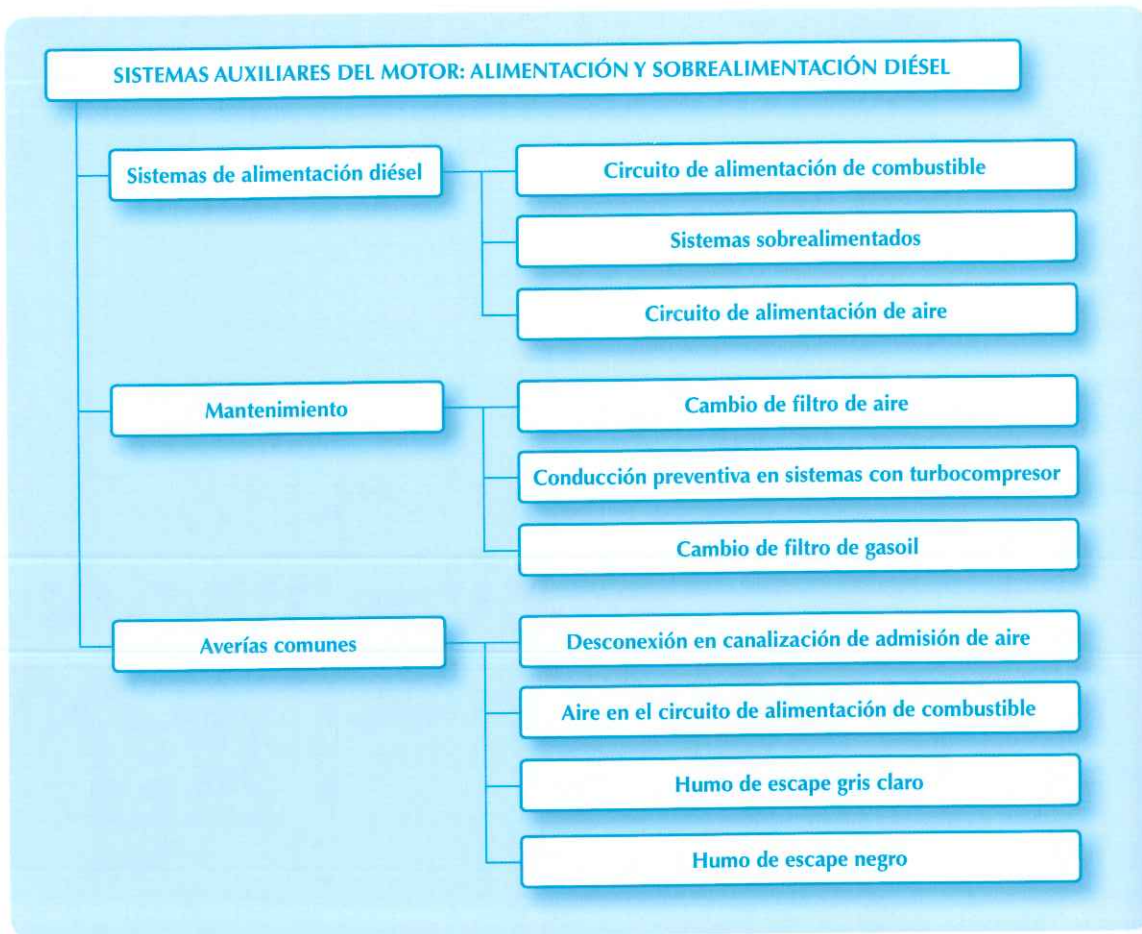 SISTEMAS AUXILIARES DEL MOTOR: ALIMENTACIÓN Y SOBREALIMENTACIÓN DIÉSEL
Sistemas de alimentación diésel
Circuito de alimentación de combustible
Sistemas sobrealimentados
Circuito de alimentación de aire
Mantenimiento
Cambio de filtro de aire
Conducción preventiva en sistemas con turbocompresor
Cambio de filtro de gasoil
Averías comunes
Desconexión en canalización de admisión de aire
Aire en el circuito de alimentación de combustible
Humo de escape gris claro
Humo de escape negro